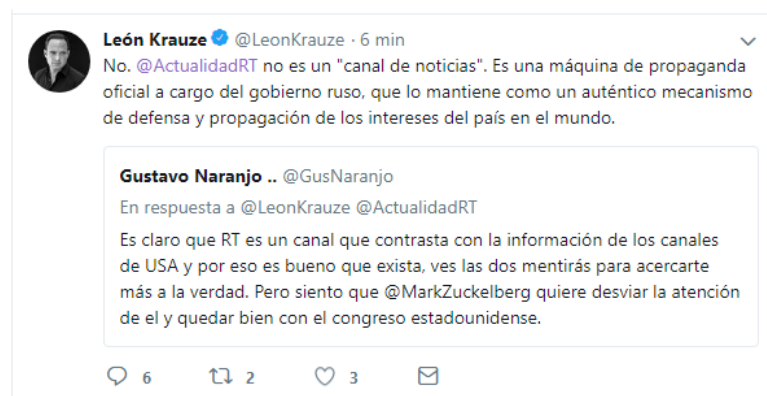 León Krauze @LeonKrauze · 6 min
No. @ActualidadRT no es un "canal de noticias". Es una máquina de propaganda
oficial a cargo del gobierno ruso, que lo mantiene como un auténtico mecanismo
de defensa y propagación de los intereses del país en el mundo.
Gustavo Naranjo .. @GusNaranjo
En respuesta a @LeonKrauze @ActualidadRT
Es claro que RT es un canal que contrasta con la información de los canales
de USA y por eso es bueno que exista, ves las dos mentirás para acercarte
más a la verdad. Pero siento que @MarkZuckelberg quiere desviar la atención
de el y quedar bien con el congreso estadounidense.
6 2 3